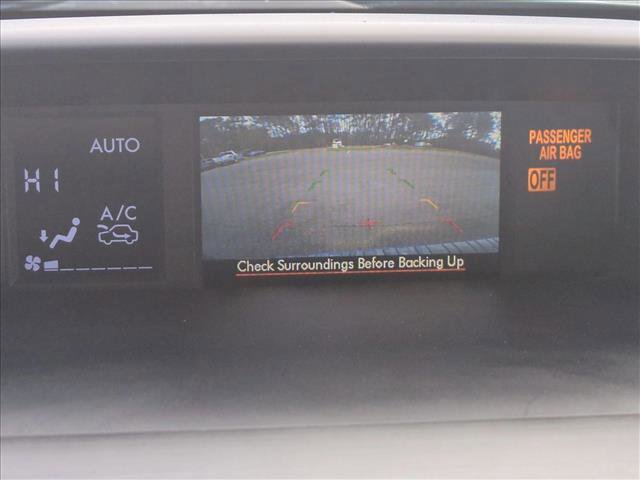 AUTO
HI
A/C
Check Surroundings Before Backing Up
PASSENGER
AIR BAG
OFF